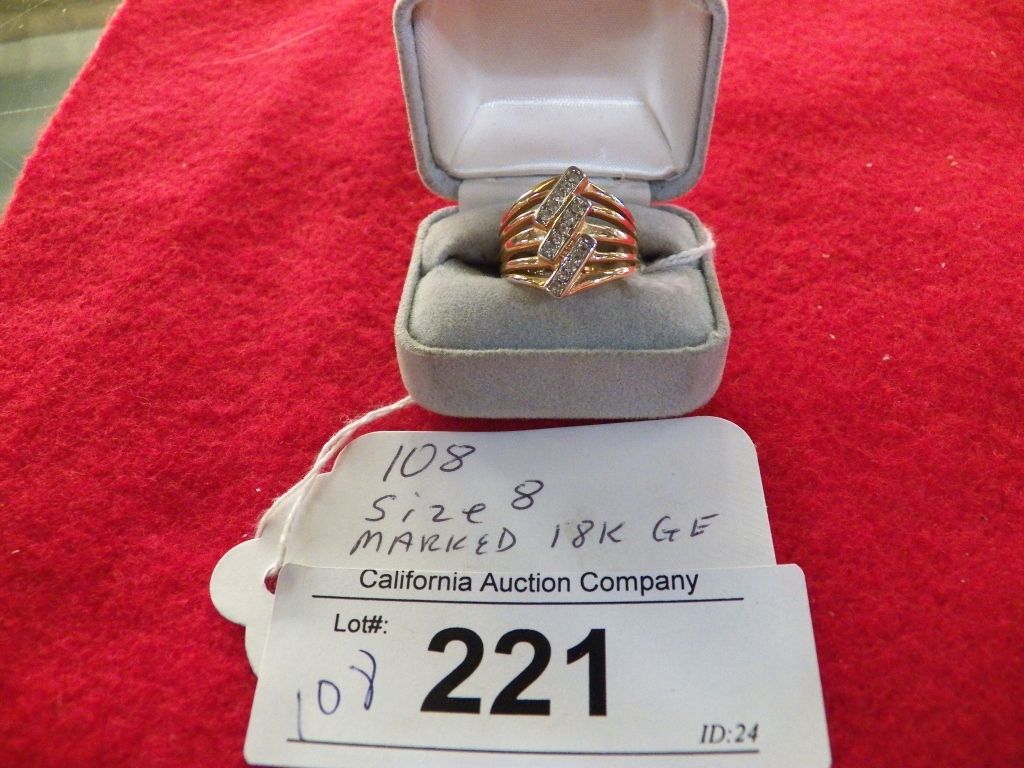 108
Size 8
MARKED 18K GE
California Auction Company
Lot#:
221
108
ID:24